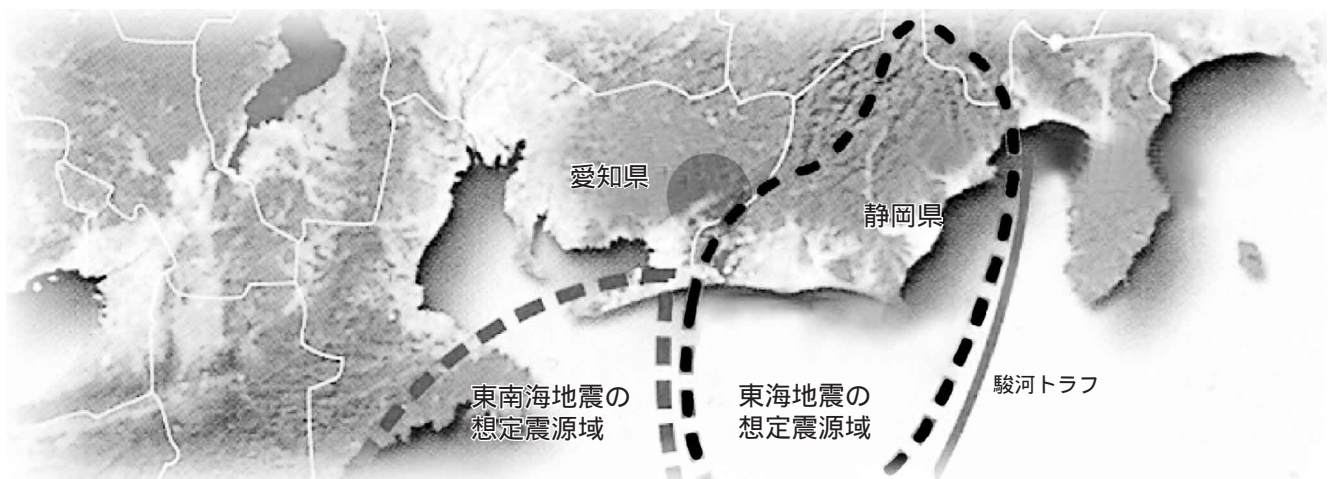 愛知県
静岡県
東南海地震の
想定震源域
東海地震の
想定震源域
駿河トラフ